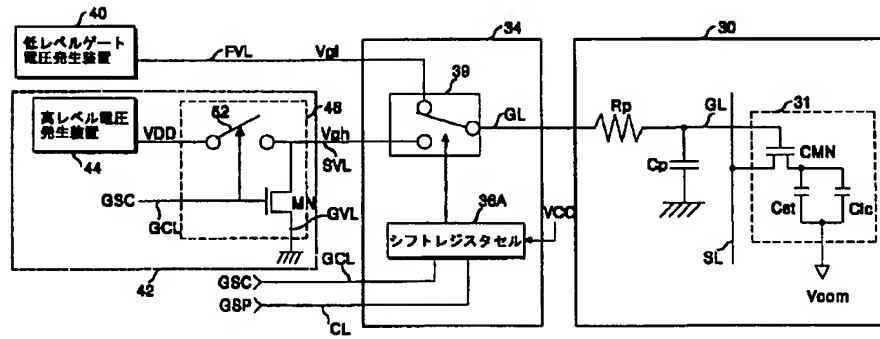 40
低レベルゲート
電圧発生装置
FVL
Vgl
34
30
39
46
高レベル電圧
発生装置
44
VDD
52
Vgh
SVL
GL
Rp
GL
31
CMN
Cp
Cst
Clc
GSC
GCL
MN
GVL
36A
VCC
シフトレジスタセル
SL
Vcom
42
GSC
GCL
GSP
CL